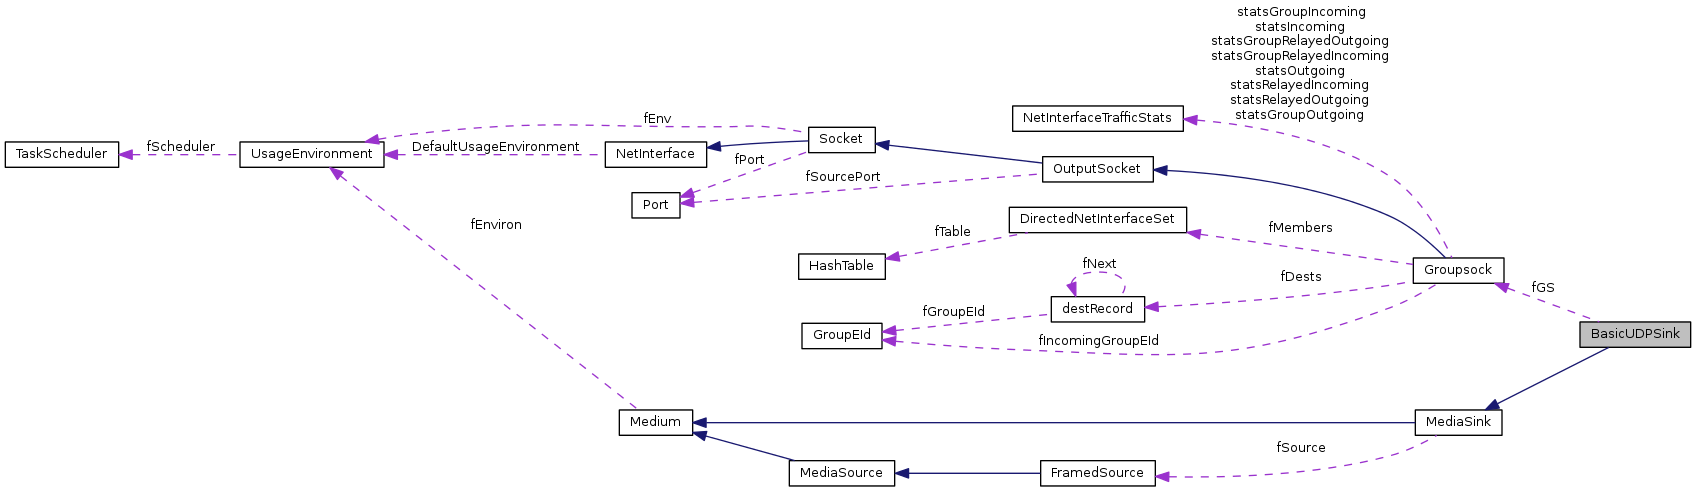 statsGroupIncoming
statsIncoming
statsGroupRelayedOutgoing
statsGroupRelayedIncoming
statsOutgoing
statsRelayedIncoming
statsRelayedOutgoing
statsGroupOutgoing
NetInterfaceTrafficStats
fEnv
Socket
TaskScheduler
fScheduler
UsageEnvironment
DefaultUsageEnvironment
NetInterface
fPort
OutputSocket
fSourcePort
Port
DirectedNetInterfaceSet
fEnviron
fTable
fMembers
HashTable
fNext
Groupsock
fDests
fGS
destRecord
fGroupEId
GroupEId
fIncomingGroupEId
BasicUDPSink
Medium
MediaSink
fSource
MediaSource
FramedSource